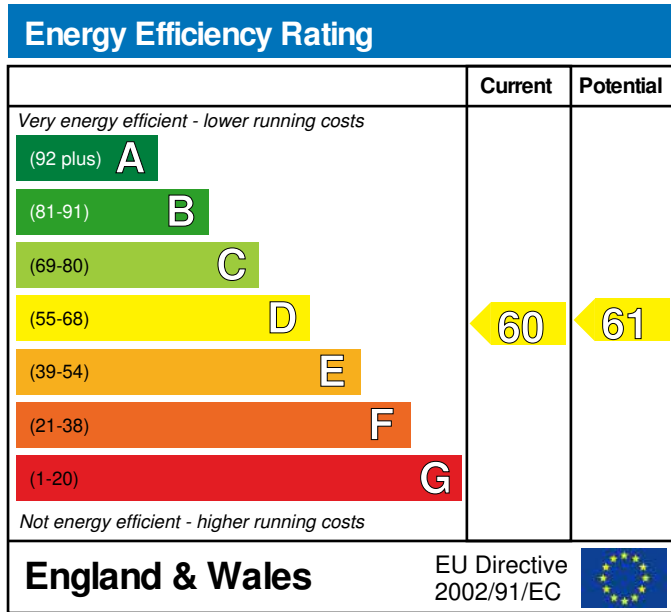 Energy Efficiency Rating
Current Potential
Very energy efficient - lower running costs
(92 plus) A
(81-91) B
(69-80) C
(55-68) D 60 61
(39-54) E
(21-38) F
(1-20) G
Not energy efficient - higher running costs
England & Wales
EU Directive
2002/91/EC